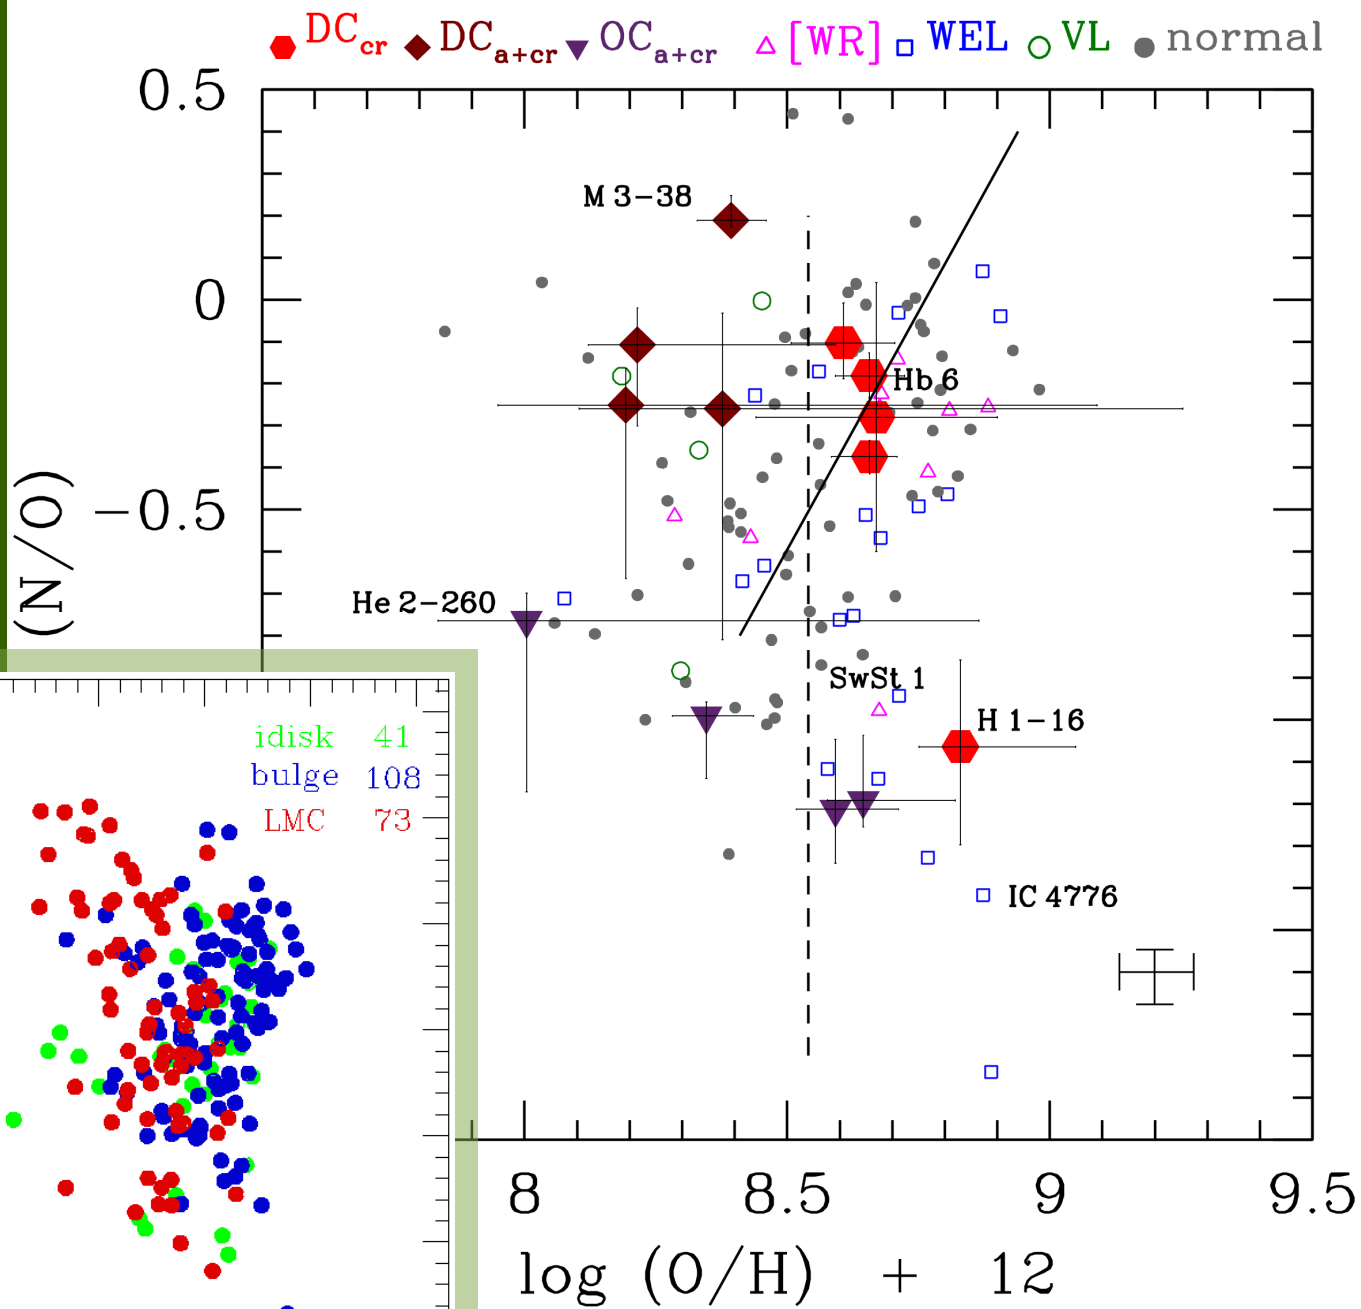 DCcr DCa+cr OCa+cr [WR] WEL VL normal
0.5
M 3-38
0
Hb 6
(N/O)
-0.5
He 2-260
SwSt 1
H 1-16
IC 4776
idisk 41
bulge 108
LMC 73
8 8.5 9 9.5
log (O/H) + 12